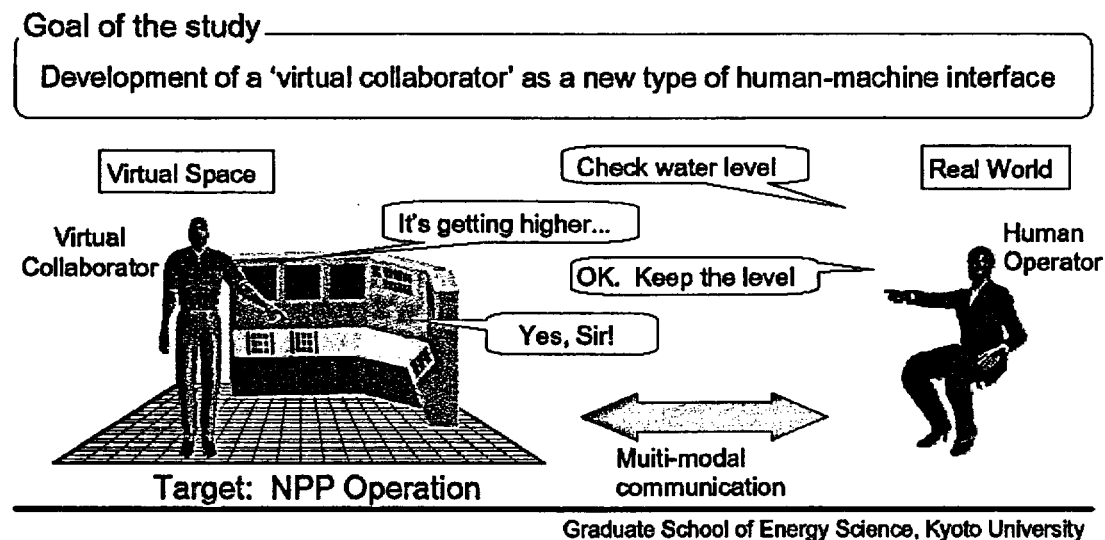 Goal of the study
Development of a 'virtual collaborator' as a new type of human-machine interface
Virtual Space
Check water level
Real World
It's getting higher...
Virtual
Collaborator
Human
Operator
OK. Keep the level
Yes, Sir!
Multi-modal
communication
Target: NPP Operation
Graduate School of Energy Science, Kyoto University